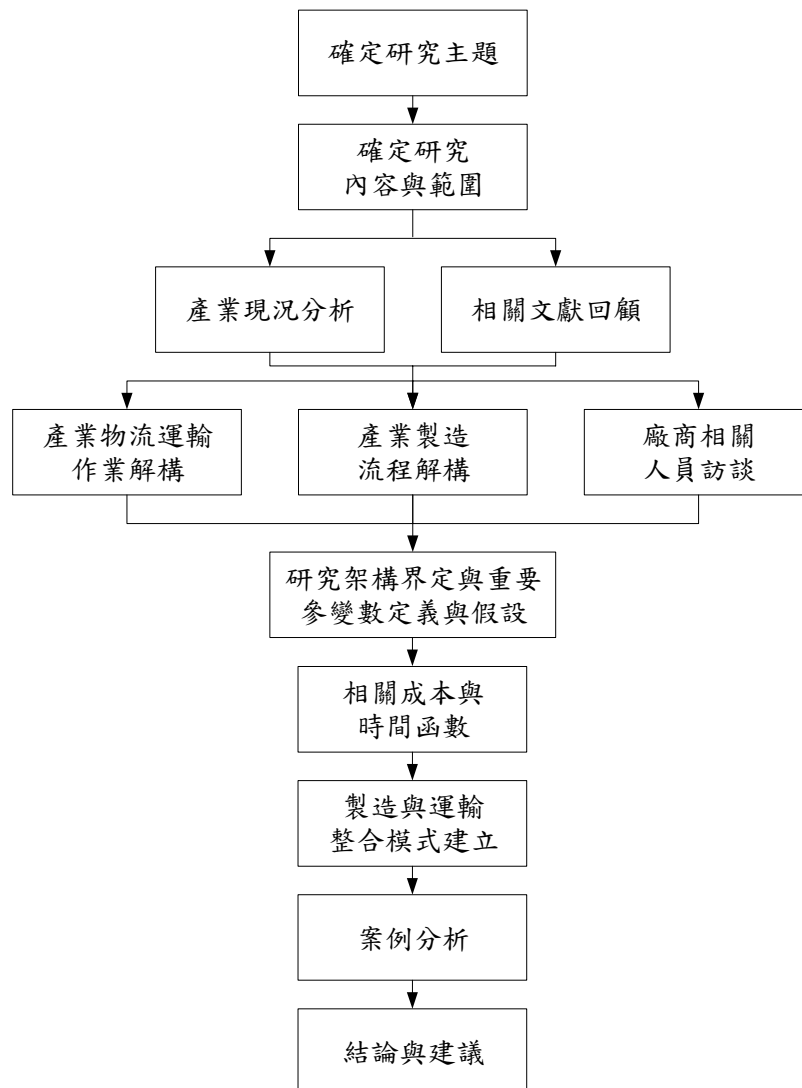 確定研究主題
確定研究
內容與範圍
產業現況分析
相關文獻回顧
產業物流運輸
作業解構
產業製造
流程解構
廠商相關
人員訪談
研究架構界定與重要
參變數定義與假設
相關成本與
時間函數
製造與運輸
整合模式建立
案例分析
結論與建議